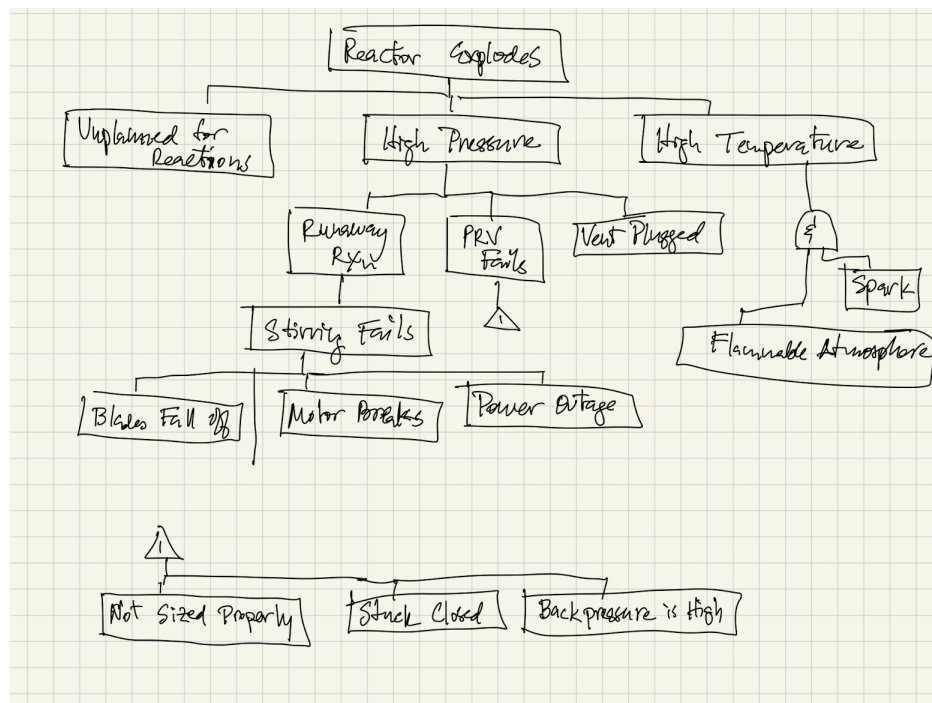 Reactor Explodes
Unplanned for
Reactions
High Pressure
High Temperature
Runaway
Rxn
PRV
Fails
Vent Plugged
&
Spark
1
Stirring Fails
Flammable Atmosphere
Blades Fall off
Motor Breaks
Power Outage
1
Not Sized Properly
Stuck Closed
Backpressure is High